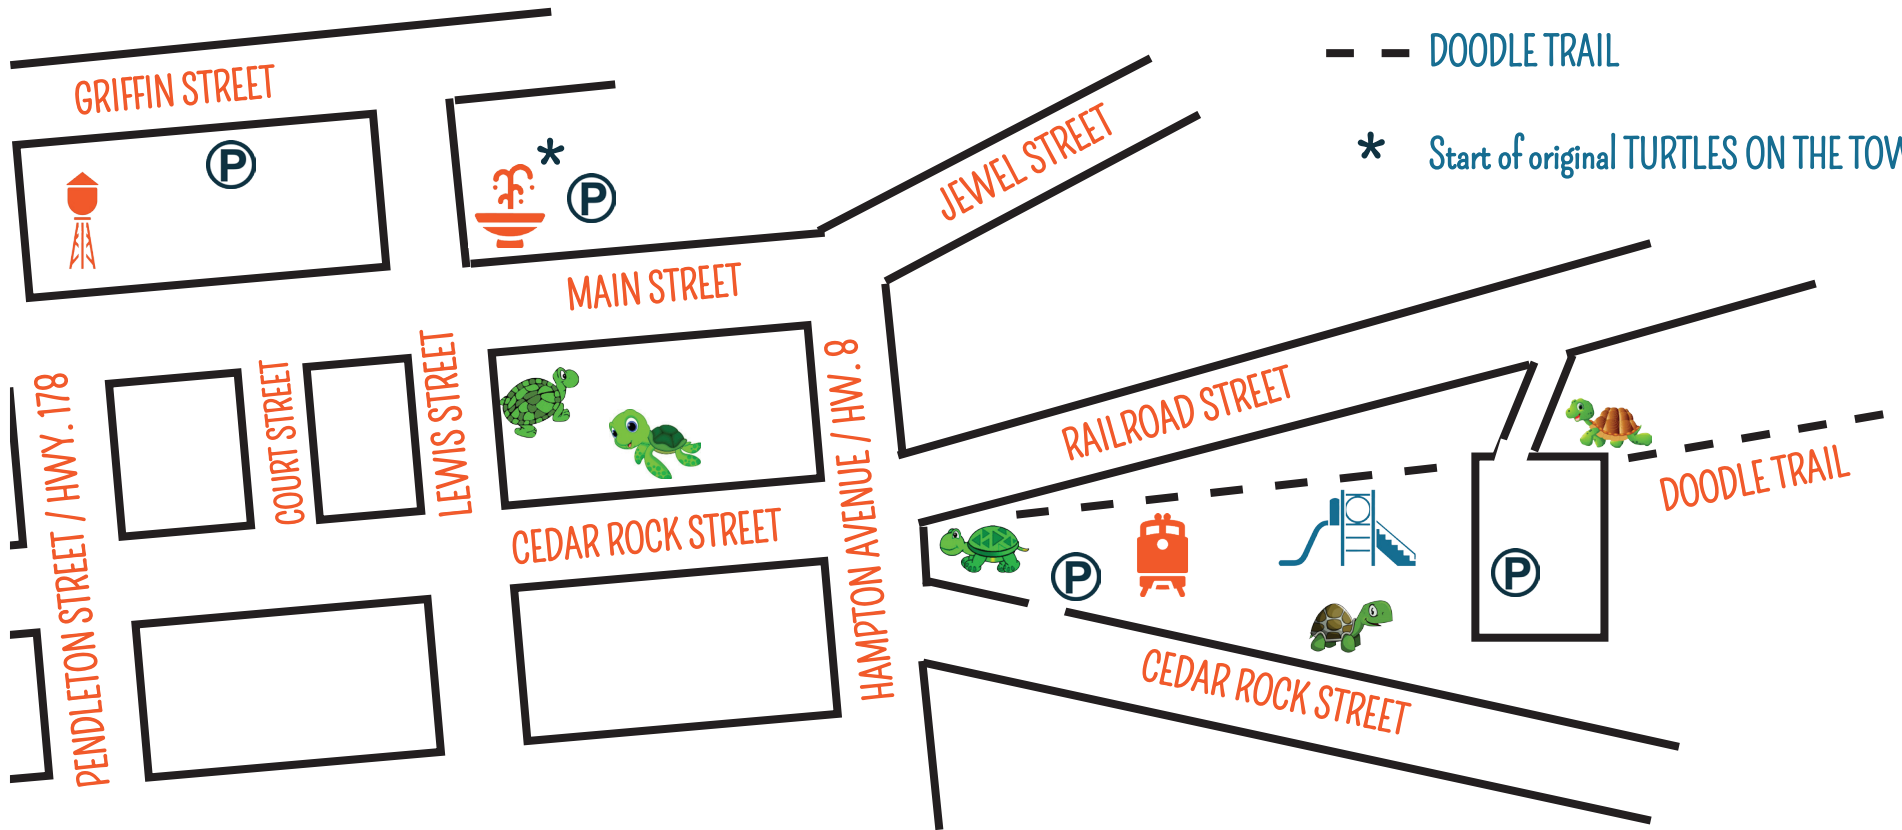 DOODLE TRAIL
* Start of original TURTLES ON THE TOW
GRIFFIN STREET
P
P
JEWEL STREET
MAIN STREET
PENDLETON STREET / HWY. 178
COURT STREET
LEWIS STREET
HAMPTON AVENUE / HW. 8
RAILROAD STREET
DOODLE TRAIL
CEDAR ROCK STREET
P
P
CEDAR ROCK STREET